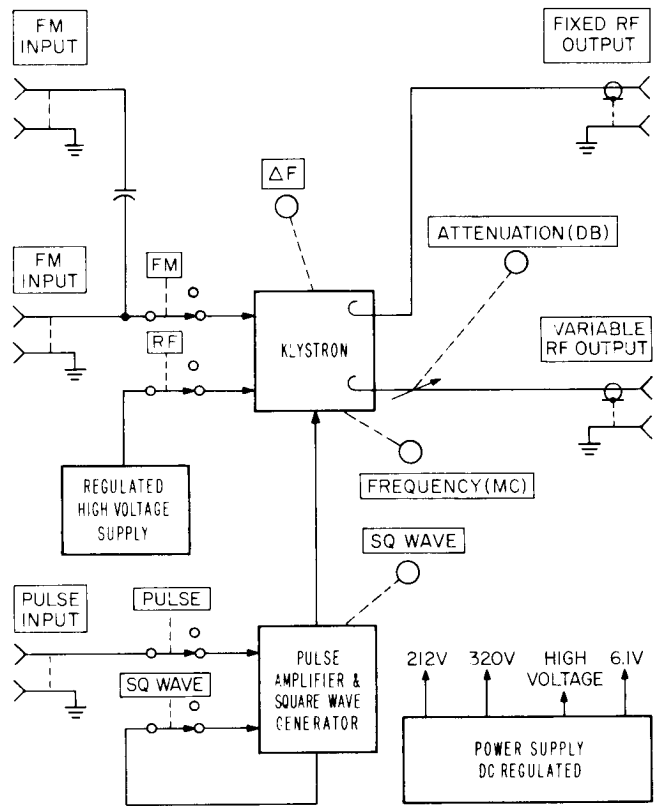 FM
INPUT
FIXED RF
OUTPUT
ΔF
ATTENUATION(DB)
FM
INPUT
FM
RF
KLYSTRON
VARIABLE
RF OUTPUT
REGULATED
HIGH VOLTAGE
SUPPLY
FREQUENCY(MC)
SQ WAVE
PULSE
INPUT
PULSE
SQ WAVE
PULSE
AMPLIFIER &
SQUARE WAVE
GENERATOR
212V 320V HIGH VOLTAGE 6.1V
POWER SUPPLY
DC REGULATED